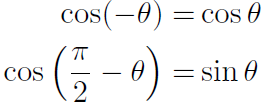 cos(−θ) = cos θ
cos (π/2 − θ) = sin θ